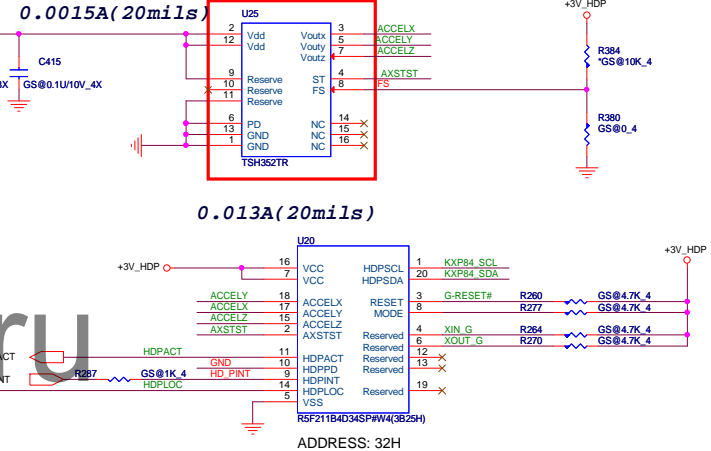 0.0015A(20mils)
+3V_HDP
U25
C415
GS@0.1U/10V_4X
2 Vdd
12 Vdd
9 Reserve
10 Reserve
11 Reserve
6 PD
13 GND
1 GND
Voutx 3 ACCELX
Vouty 5 ACCELY
Voutz 7 ACCELZ
ST 4 AXSTST
FS 8 FS
NC 14
NC 15
NC 16
TSH352TR
R384
*GS@10K_4
R380
GS@0_4
0.013A(20mils)
U20
+3V_HDP
+3V_HDP
16 VCC
7 VCC
ACCELY 18 ACCELX
ACCELX 17 ACCELY
ACCELZ 15 ACCELZ
AXSTST 2 AXSTST
HDPACT 11 HDPACT
GND 10 HDPPD
R287 GS@1K_4 HD_PINT 9 HDPINT
HDPLOC 14 HDPLOC
5 VSS
HDPSCL 1 KXP84_SCL
HDPSDA 20 KXP84_SDA
RESET 3 G-RESET# R260 GS@4.7K_4
MODE 8 R277 GS@4.7K_4
Reserved 4 XIN_G R264 GS@4.7K_4
Reserved 6 XOUT_G R270 GS@4.7K_4
Reserved 12
Reserved 13
Reserved 19
R5F211B4D34SP#W4(3B25H)
ADDRESS: 32H
ru